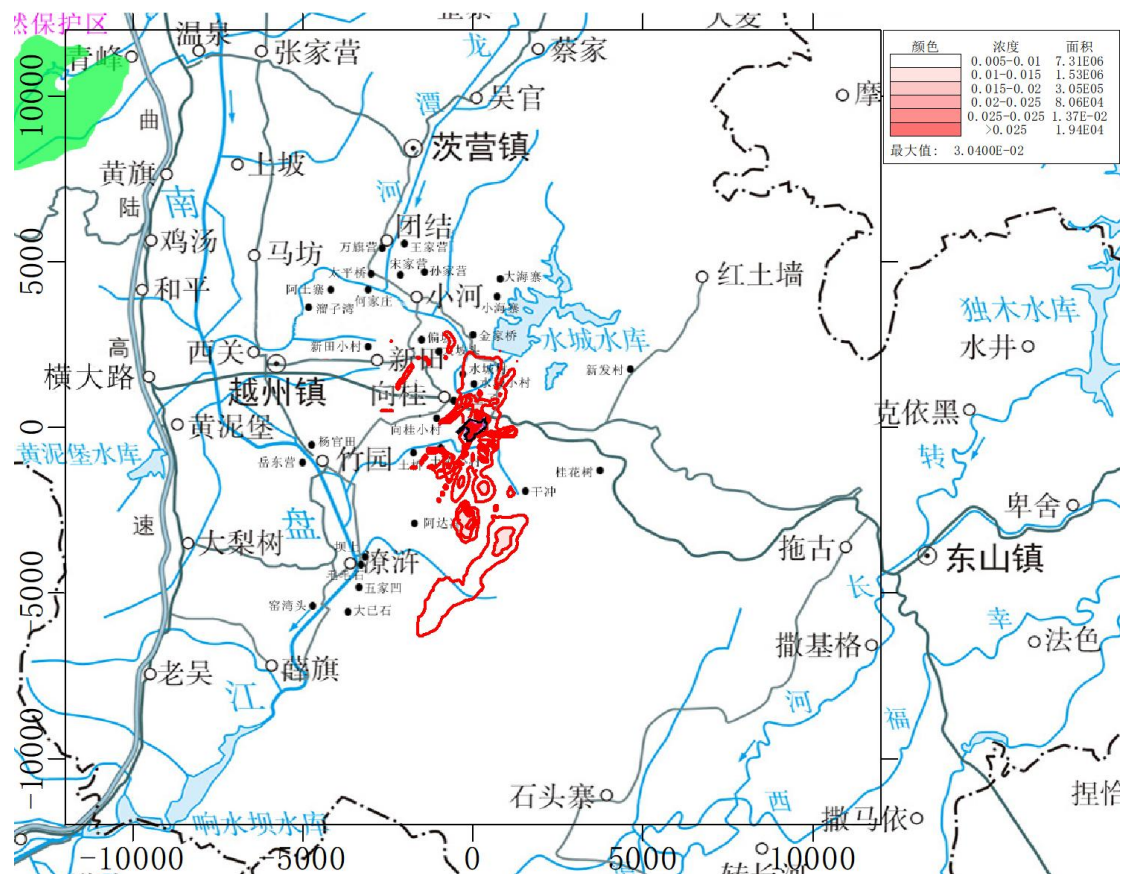 然保护区
温泉
青峰
张家营
龙
蔡家
潭
吴官
曲
茨营镇
上坡
黄旗
河
南
陆
团结
鸡汤
万旗营
王家营
马坊
宋家营
太平桥
孙家营
大海寨
红土墙
和平
阿土寨
何家庄
小河
小海寨
独木水库
溜子湾
金家桥
水城水库
高
新田小村
西关
新田
水井
横大路
新发村
越州镇
向桂
克依黑
向桂小村
黄泥堡
杨官田
黄泥堡水库
岳东营
竹园
转
桂花树
干冲
卑舍
速
盘
阿达
大梨树
拖古
东山镇
潦浒
五家凹
长
窑湾头
大已石
幸
撒基格
法色
薛旗
老吴
江
河
福
石头寨
西
捏恰
响水坝水库
撒马依
10000
5000
0
-5000
-10000
-10000
-5000
0
5000
10000
颜色 浓度 面积
0.005-0.01 7.31E06
0.01-0.015 1.53E06
0.015-0.02 3.05E05
0.02-0.025 8.06E04
0.025-0.025 1.37E-02
>0.025 1.94E04
最大值: 3.0400E-02
摩